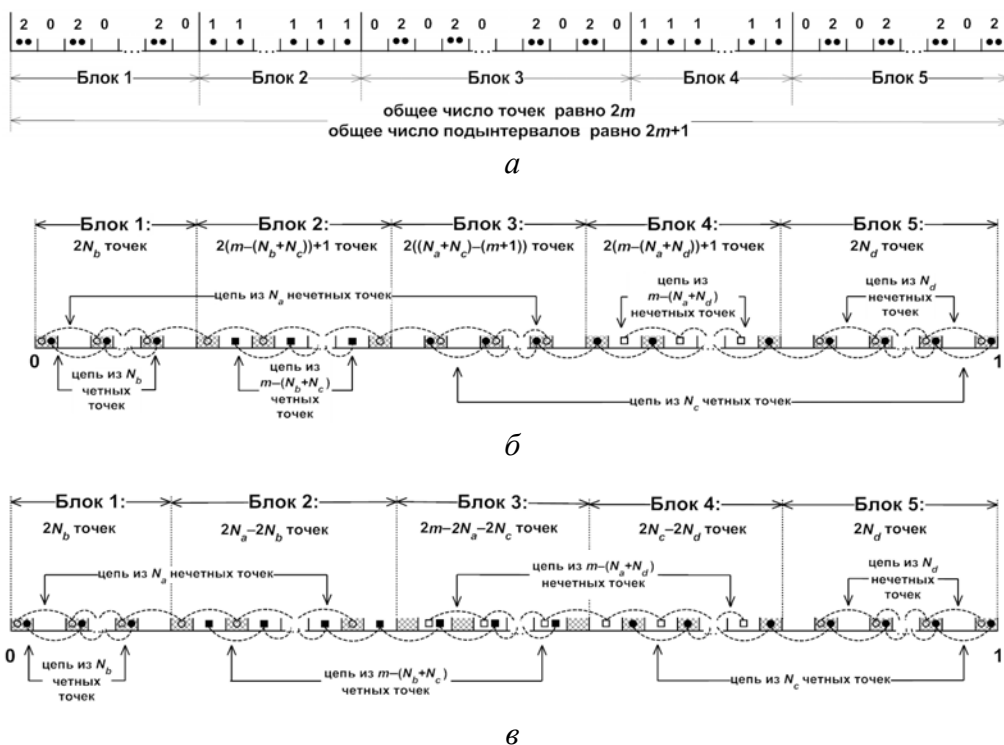 2 0 2 0 2 0 1 1 1 1 1 0 2 0 2 0 0 2 0 1 1 1 1 1 0 2 0 2 0 2 0 2
Блок 1 Блок 2 Блок 3 Блок 4 Блок 5
общее число точек равно 2m
общее число подынтервалов равно 2m+1
а
Блок 1: Блок 2: Блок 3: Блок 4: Блок 5:
2N_b точек 2(m–(N_b+N_c))+1 точек 2((N_a+N_c)–(m+1)) точек 2(m–(N_a+N_d))+1 точек 2N_d точек
цепь из N_a нечетных точек
цепь из
m–(N_a+N_d)
нечетных точек
цепь из N_d
нечетных
точек
0 1
цепь из N_b
четных
точек
цепь из
m–(N_b+N_c)
четных
точек
цепь из N_c четных точек
б
Блок 1: Блок 2: Блок 3: Блок 4: Блок 5:
2N_b точек 2N_a–2N_b точек 2m–2N_a–2N_c точек 2N_c–2N_d точек 2N_d точек
цепь из N_a нечетных точек
цепь из m–(N_a+N_d)
нечетных точек
цепь из N_d
нечетных
точек
0 1
цепь из N_b
четных
точек
цепь из m–(N_b+N_c)
четных точек
цепь из N_c четных точек
в